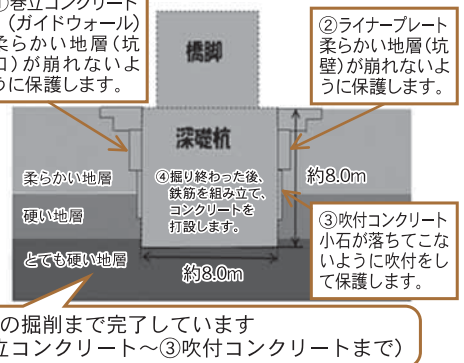 ①巻立コンクリート
（ガイドウォール）
柔らかい地層(坑
口)が崩れないよ
うに保護します。
橋脚
②ライナープレート
柔らかい地層(坑
壁)が崩れないよ
うに保護します。
深礎杭
④掘り終わった後、
鉄筋を組み立て、
コンクリートを
打設します。
約8.0m
柔らかい地層
硬い地層
とても硬い地層
約8.0m
③吹付コンクリート
小石が落ちてこな
いように吹付をし
て保護します。
の掘削まで完了しています
立コンクリート～③吹付コンクリートまで）